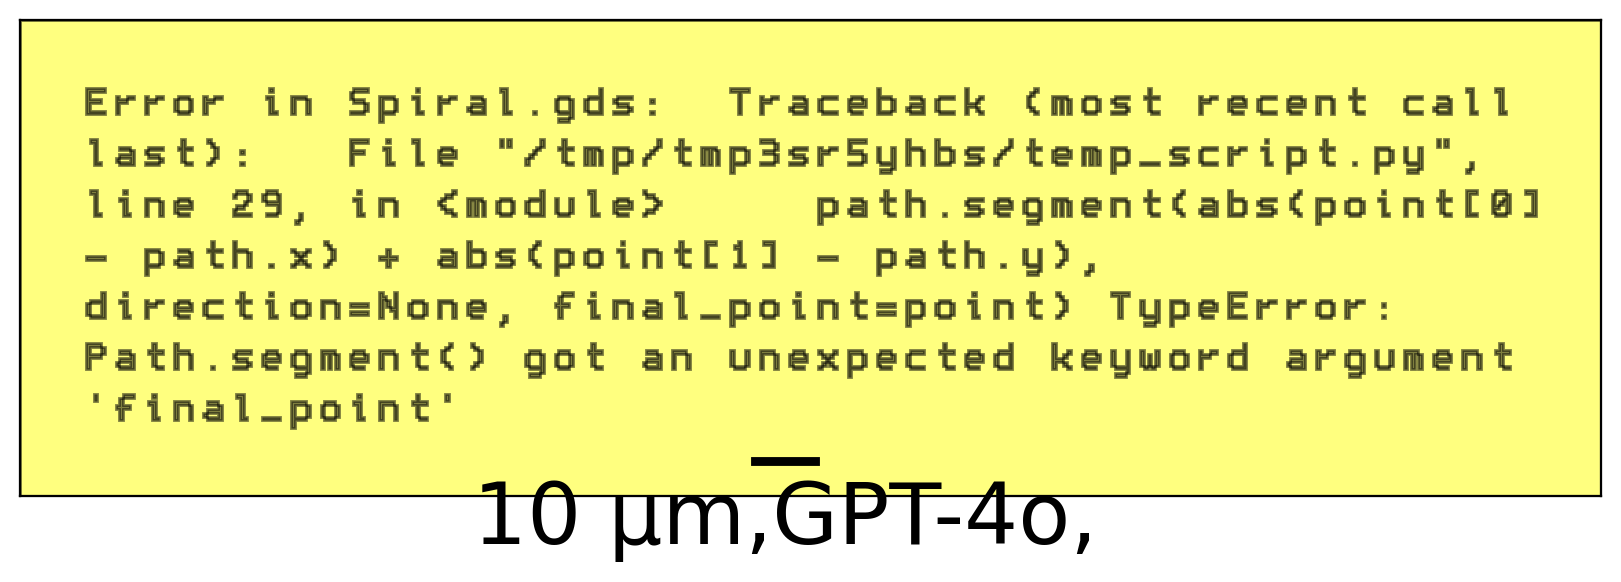 Error in Spiral.gds:  Traceback (most recent call
last):   File "/tmp/tmp3sr5yhbs/temp_script.py",
line 29, in <module>     path.segment(abs(point[0]
- path.x) + abs(point[1] - path.y),
direction=None, final_point=point) TypeError:
Path.segment() got an unexpected keyword argument
'final_point'
10 µm,GPT-4o,